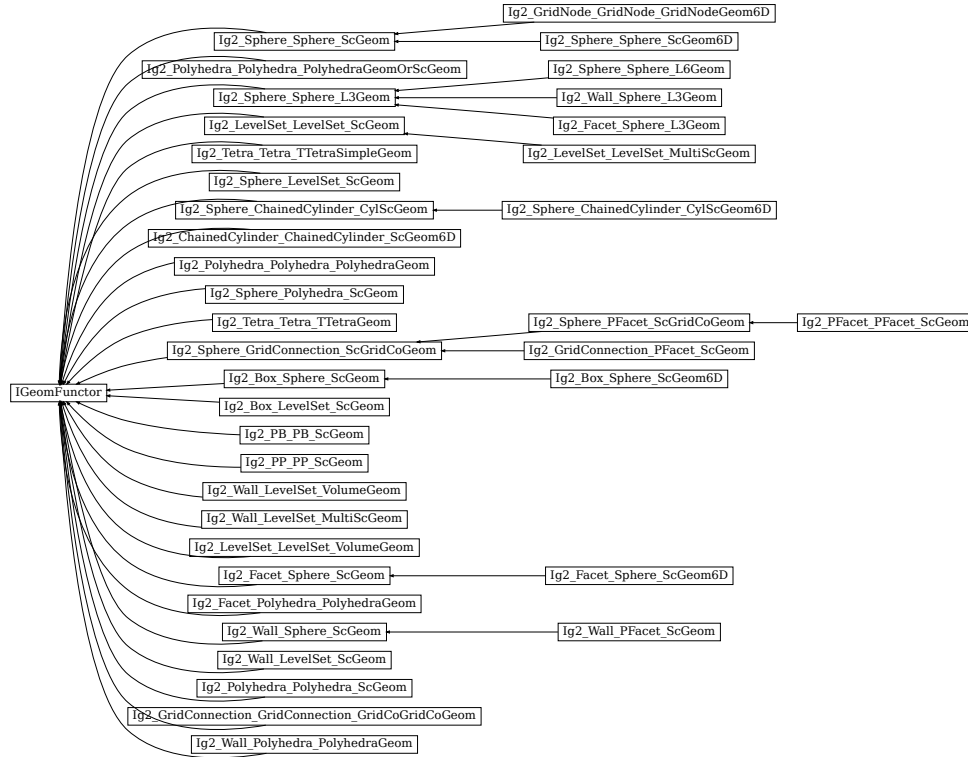 Ig2_GridNode_GridNode_GridNodeGeom6D
Ig2_Sphere_Sphere_ScGeom
Ig2_Sphere_Sphere_ScGeom6D
Ig2_Polyhedra_Polyhedra_PolyhedraGeomOrScGeom
Ig2_Sphere_Sphere_L6Geom
Ig2_Sphere_Sphere_L3Geom
Ig2_Wall_Sphere_L3Geom
Ig2_LevelSet_LevelSet_ScGeom
Ig2_Facet_Sphere_L3Geom
Ig2_Tetra_Tetra_TTetraSimpleGeom
Ig2_LevelSet_LevelSet_MultiScGeom
Ig2_Sphere_LevelSet_ScGeom
Ig2_Sphere_ChainedCylinder_CylScGeom
Ig2_Sphere_ChainedCylinder_CylScGeom6D
Ig2_ChainedCylinder_ChainedCylinder_ScGeom6D
Ig2_Polyhedra_Polyhedra_PolyhedraGeom
Ig2_Sphere_Polyhedra_ScGeom
Ig2_Tetra_Tetra_TTetraGeom
Ig2_Sphere_PFacet_ScGridCoGeom
Ig2_PFacet_PFacet_ScGeom
Ig2_Sphere_GridConnection_ScGridCoGeom
Ig2_GridConnection_PFacet_ScGeom
Ig2_Box_Sphere_ScGeom
Ig2_Box_Sphere_ScGeom6D
IGeomFunctor
Ig2_Box_LevelSet_ScGeom
Ig2_PB_PB_ScGeom
Ig2_PP_PP_ScGeom
Ig2_Wall_LevelSet_VolumeGeom
Ig2_Wall_LevelSet_MultiScGeom
Ig2_LevelSet_LevelSet_VolumeGeom
Ig2_Facet_Sphere_ScGeom
Ig2_Facet_Sphere_ScGeom6D
Ig2_Facet_Polyhedra_PolyhedraGeom
Ig2_Wall_Sphere_ScGeom
Ig2_Wall_PFacet_ScGeom
Ig2_Wall_LevelSet_ScGeom
Ig2_Polyhedra_Polyhedra_ScGeom
Ig2_GridConnection_GridConnection_GridCoGridCoGeom
Ig2_Wall_Polyhedra_PolyhedraGeom